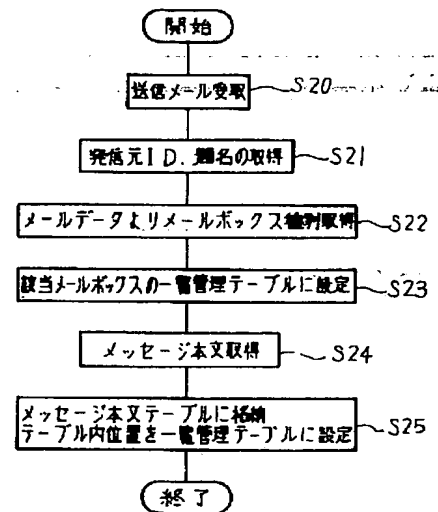 開始
送信メール受取 S20
発信元ID、題名の取得 S21
メールデータよりメールボックス種別取得 S22
該当メールボックスの一覧管理テーブルに設定 S23
メッセージ本文取得 S24
メッセージ本文テーブルに格納
テーブル内位置を一覧管理テーブルに設定 S25
終了